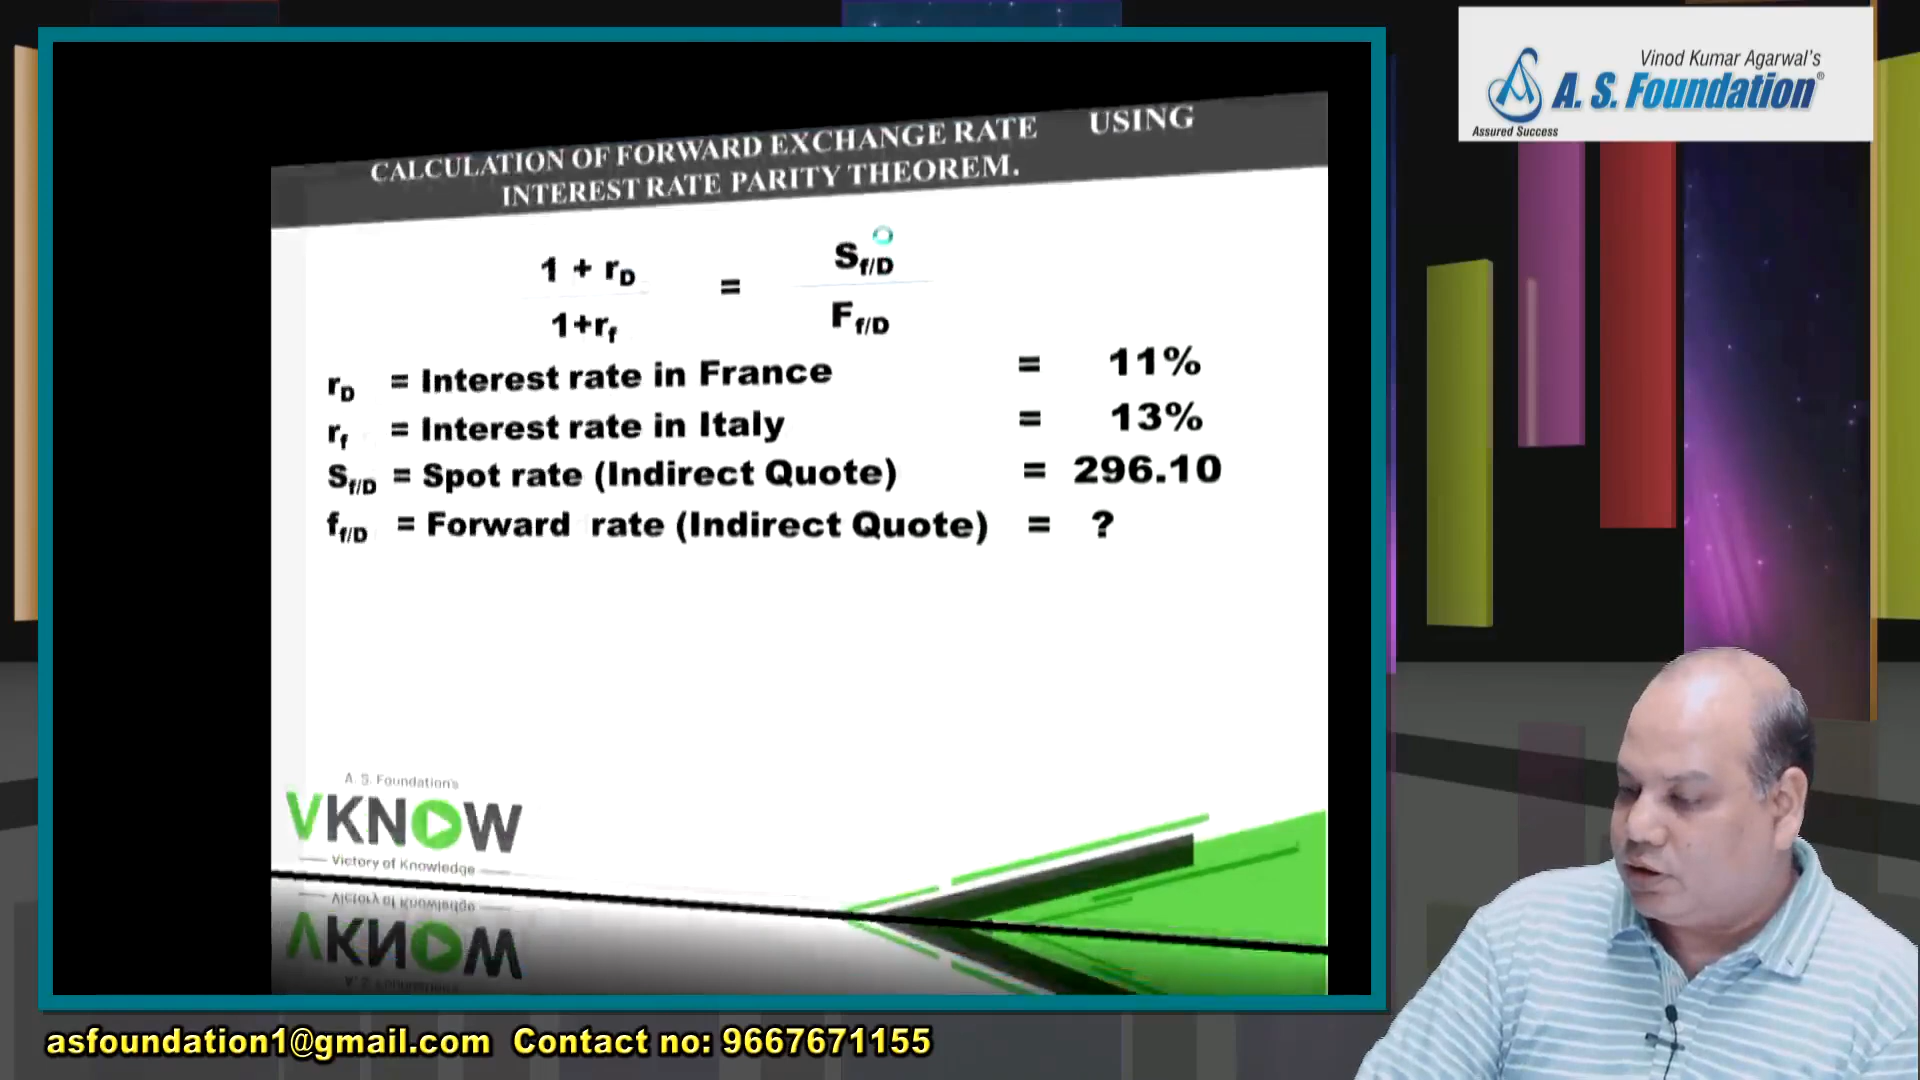 Vinod Kumar Agarwal's
A. S. Foundation®
Assured Success
CALCULATION OF FORWARD EXCHANGE RATE USING
INTEREST RATE PARITY THEOREM.
1 + rD = Sf/D
1+rf Ff/D
rD = Interest rate in France = 11%
rf = Interest rate in Italy = 13%
Sf/D = Spot rate (Indirect Quote) = 296.10
ff/D = Forward rate (Indirect Quote) = ?
A. S. Foundation's
VKNOW
Victory of Knowledge
asfoundation1@gmail.com Contact no: 9667671155